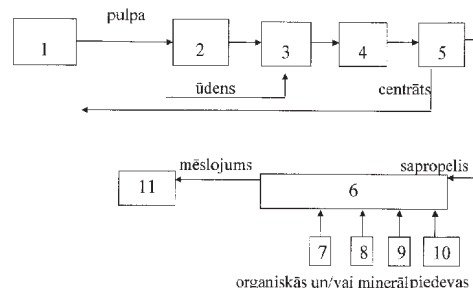 pulpa
1
2
3
4
5
ūdens
centrāts
mēslojums
sapropelis
11
6
7
8
9
10
organiskās un/vai minerālpiedevas